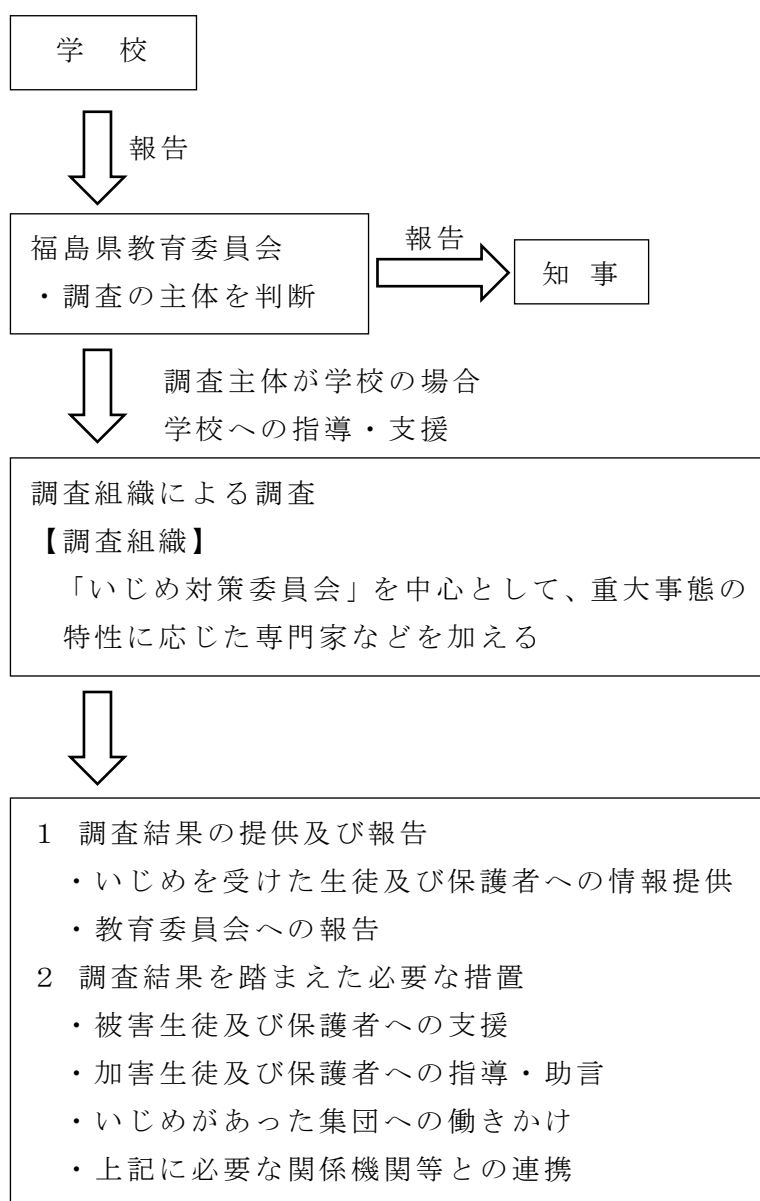 学 校
報告
福島県教育委員会
・調査の主体を判断
報告
知 事
調査主体が学校の場合
学校への指導・支援
調査組織による調査
【調査組織】
「いじめ対策委員会」を中心として、重大事態の
特性に応じた専門家などを加える
1 調査結果の提供及び報告
・いじめを受けた生徒及び保護者への情報提供
・教育委員会への報告
2 調査結果を踏まえた必要な措置
・被害生徒及び保護者への支援
・加害生徒及び保護者への指導・助言
・いじめがあった集団への働きかけ
・上記に必要な関係機関等との連携